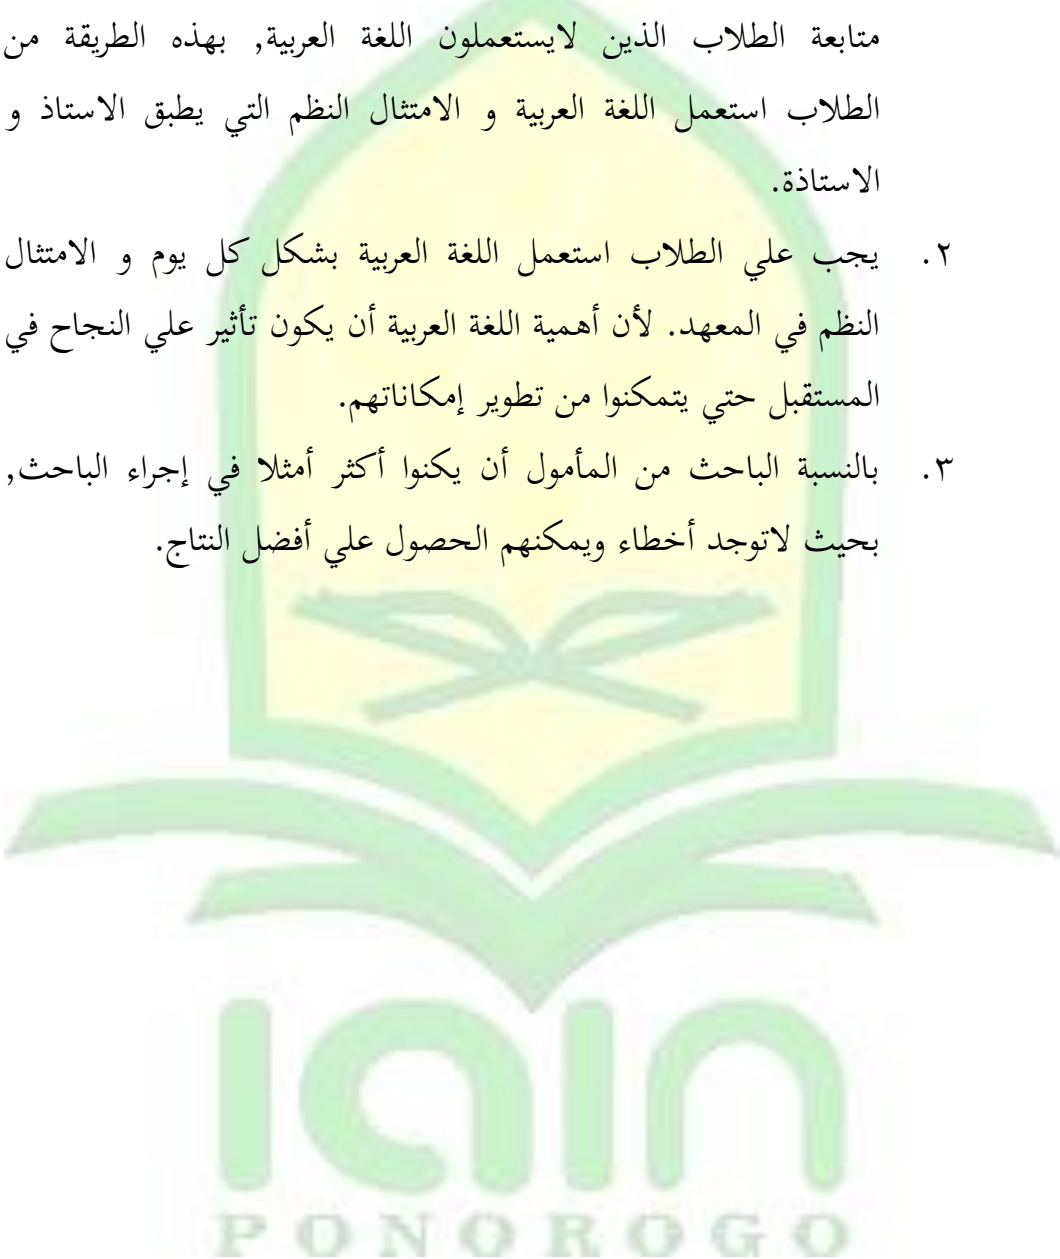 متابعة الطلاب الذين لايستعملون اللغة العربية, بهذه الطريقة من
الطلاب استعمل اللغة العربية و الامتثال النظم التي يطبق الاستاذ و
الاستاذة.
٢. يجب علي الطلاب استعمل اللغة العربية بشكل كل يوم و الامتثال
النظم في المعهد. لأن أهمية اللغة العربية أن يكون تأثير علي النجاح في
المستقبل حتي يتمكنوا من تطوير إمكاناتهم.
٣. بالنسبة الباحث من المأمول أن يكنوا أكثر أمثلا في إجراء الباحث,
بحيث لاتوجد أخطاء ويمكنهم الحصول علي أفضل النتاج.
iain
PONOROGO